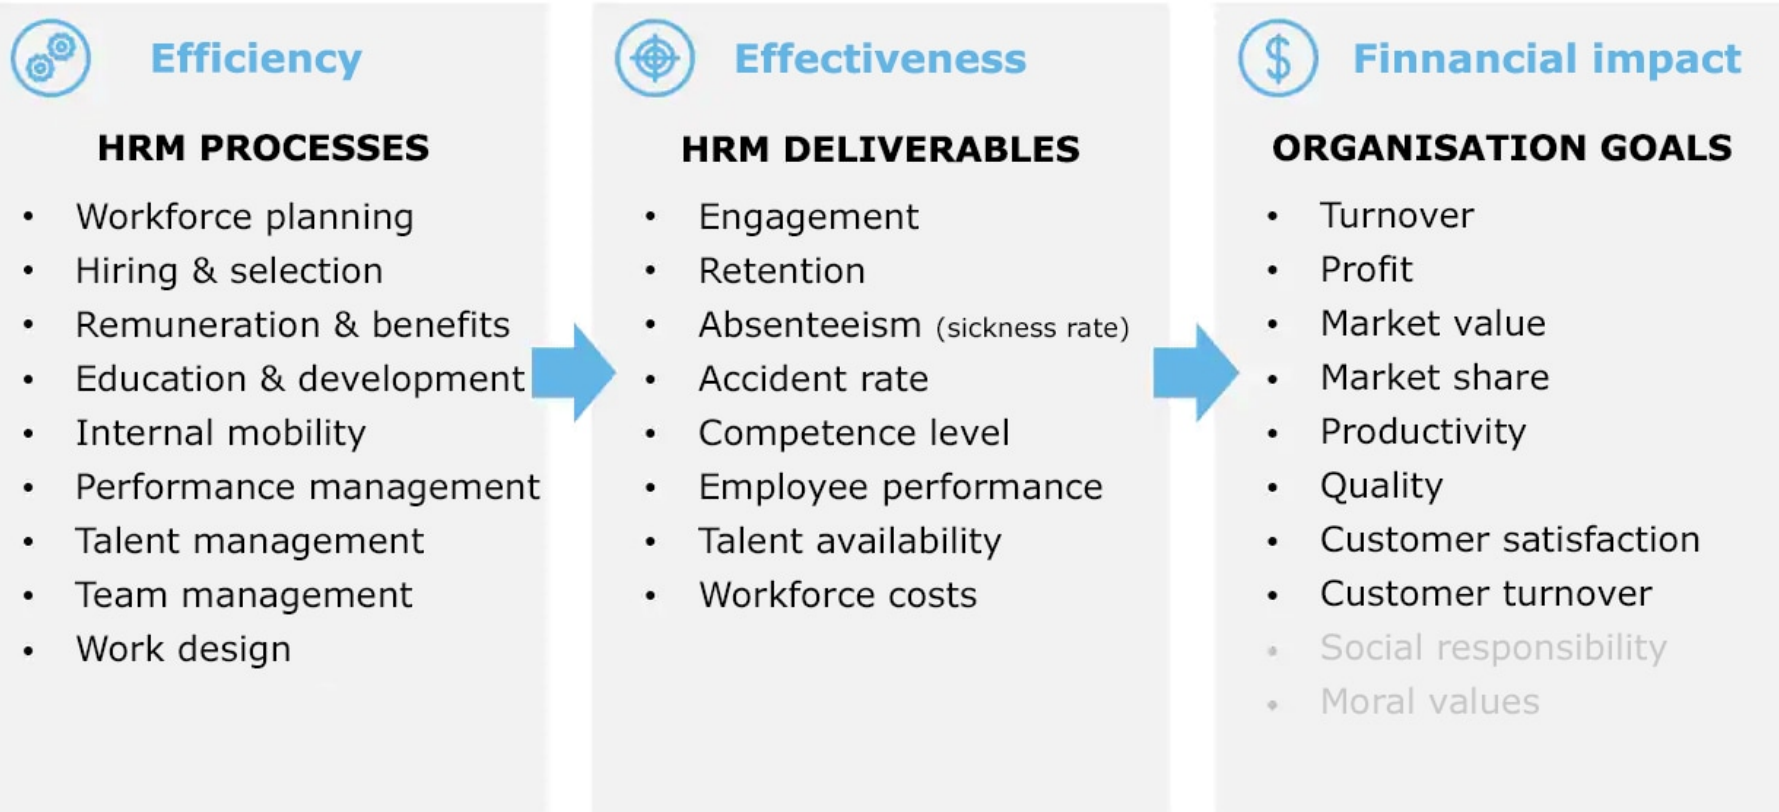 Efficiency
HRM PROCESSES
• Workforce planning
• Hiring & selection
• Remuneration & benefits
• Education & development
• Internal mobility
• Performance management
• Talent management
• Team management
• Work design
Effectiveness
HRM DELIVERABLES
• Engagement
• Retention
• Absenteeism (sickness rate)
• Accident rate
• Competence level
• Employee performance
• Talent availability
• Workforce costs
$ Finnancial impact
ORGANISATION GOALS
• Turnover
• Profit
• Market value
• Market share
• Productivity
• Quality
• Customer satisfaction
• Customer turnover
• Social responsibility
• Moral values